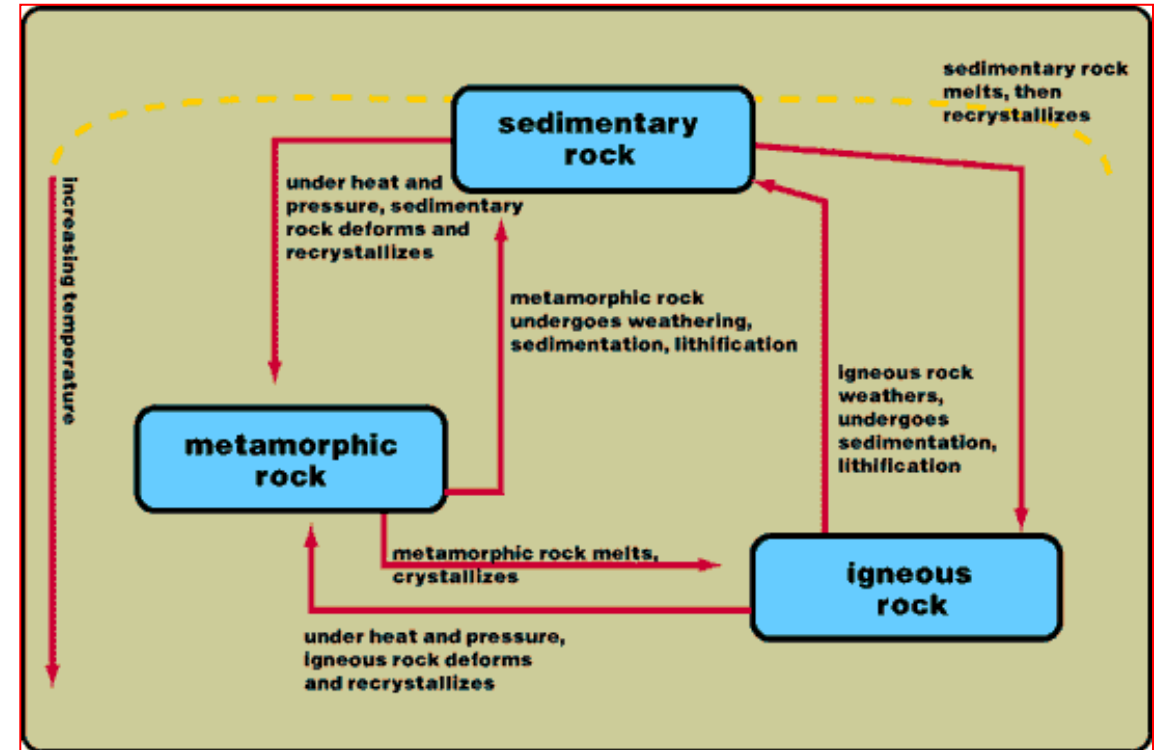 sedimentary rock
melts, then
recrystallizes
sedimentary
rock
under heat and
pressure, sedimentary
rock deforms and
recrystallizes
increasing temperature
metamorphic rock
undergoes weathering,
sedimentation, lithification
igneous rock
weathers,
undergoes
sedimentation,
lithification
metamorphic
rock
metamorphic rock melts,
crystallizes
igneous
rock
under heat and pressure,
igneous rock deforms
and recrystallizes